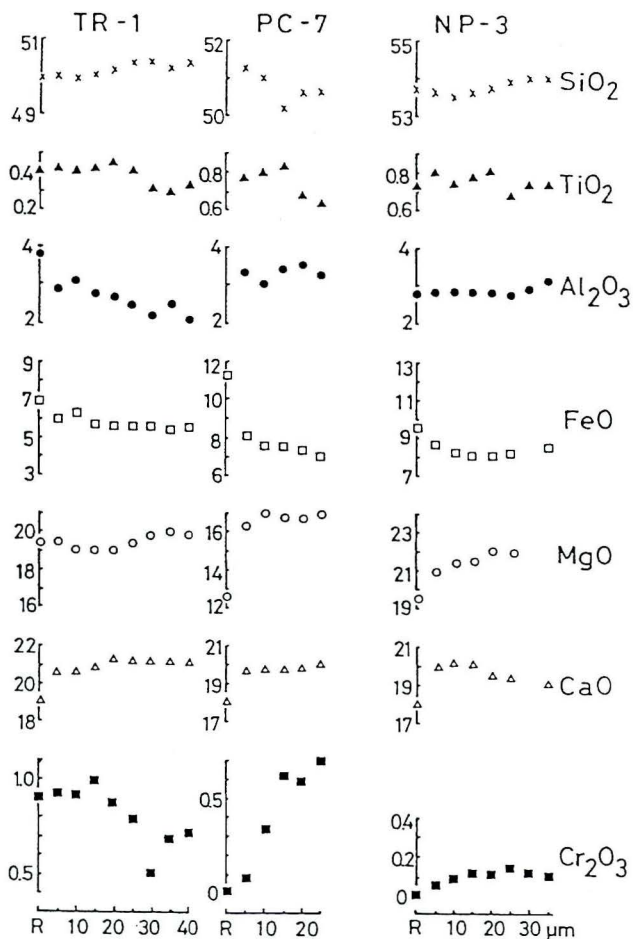 TR-1 PC-7 NP-3
51 52 55
SiO2
49 50 53
0.4 0.8 0.8
TiO2
0.2 0.6 0.6
4 4
Al2O3
2 2
9 12 13
7 10 11
FeO
5 8 9
3 6 7
20 16 22
19 14 21
MgO
16 12 19
22 21 21
20 19 19
CaO
18 17 17
1.0 0.5 0.4
0.2
Cr2O3
0.5 0 0
R 10 20 30 40 R 10 20 R 10 20 30 µm